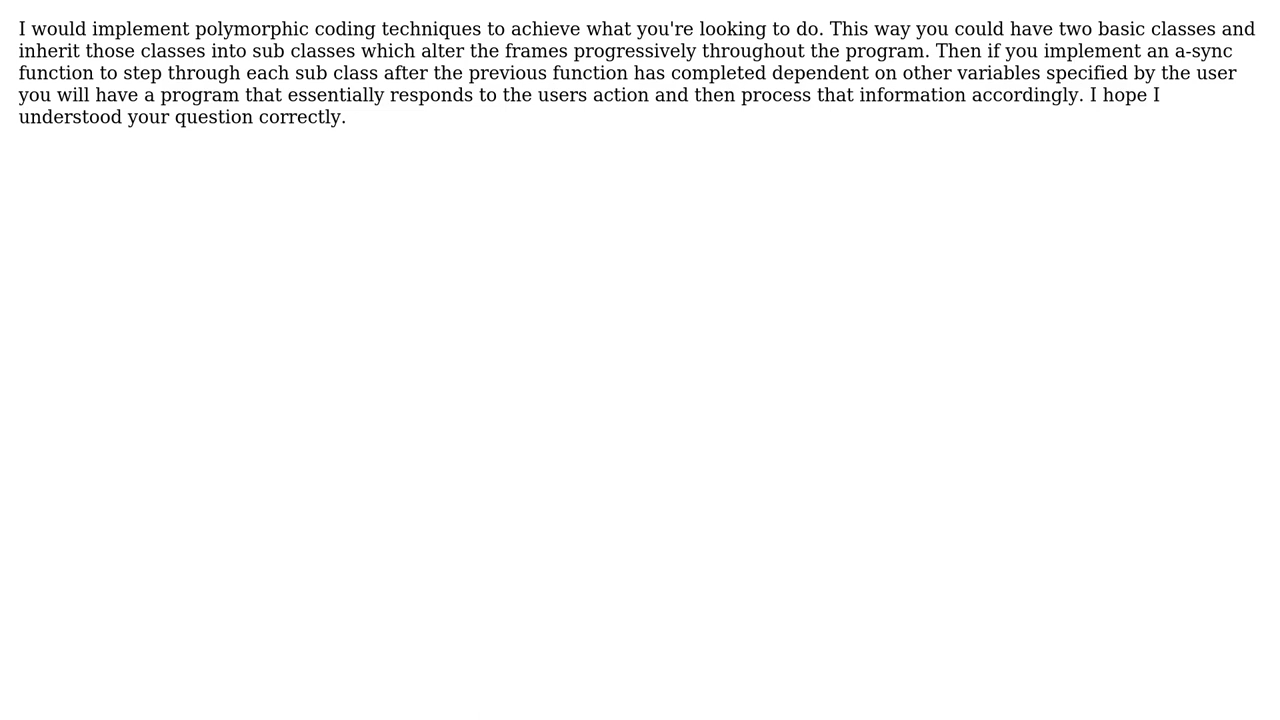 I would implement polymorphic coding techniques to achieve what you're looking to do. This way you could have two basic classes and
inherit those classes into sub classes which alter the frames progressively throughout the program. Then if you implement an a-sync
function to step through each sub class after the previous function has completed dependent on other variables specified by the user
you will have a program that essentially responds to the users action and then process that information accordingly. I hope I
understood your question correctly.